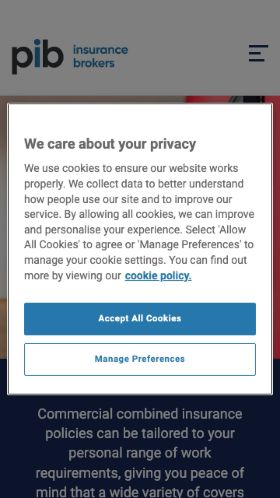 pib insurance
brokers
We care about your privacy
We use cookies to ensure our website works
properly. We collect data to better understand
how people use our site and to improve our
service. By allowing all cookies, we can improve
and personalise your experience. Select 'Allow
All Cookies' to agree or 'Manage Preferences' to
manage your cookie settings. You can find out
more by viewing our cookie policy.
Accept All Cookies
Manage Preferences
Commercial combined insurance
policies can be tailored to your
personal range of work
requirements, giving you peace of
mind that a wide variety of covers